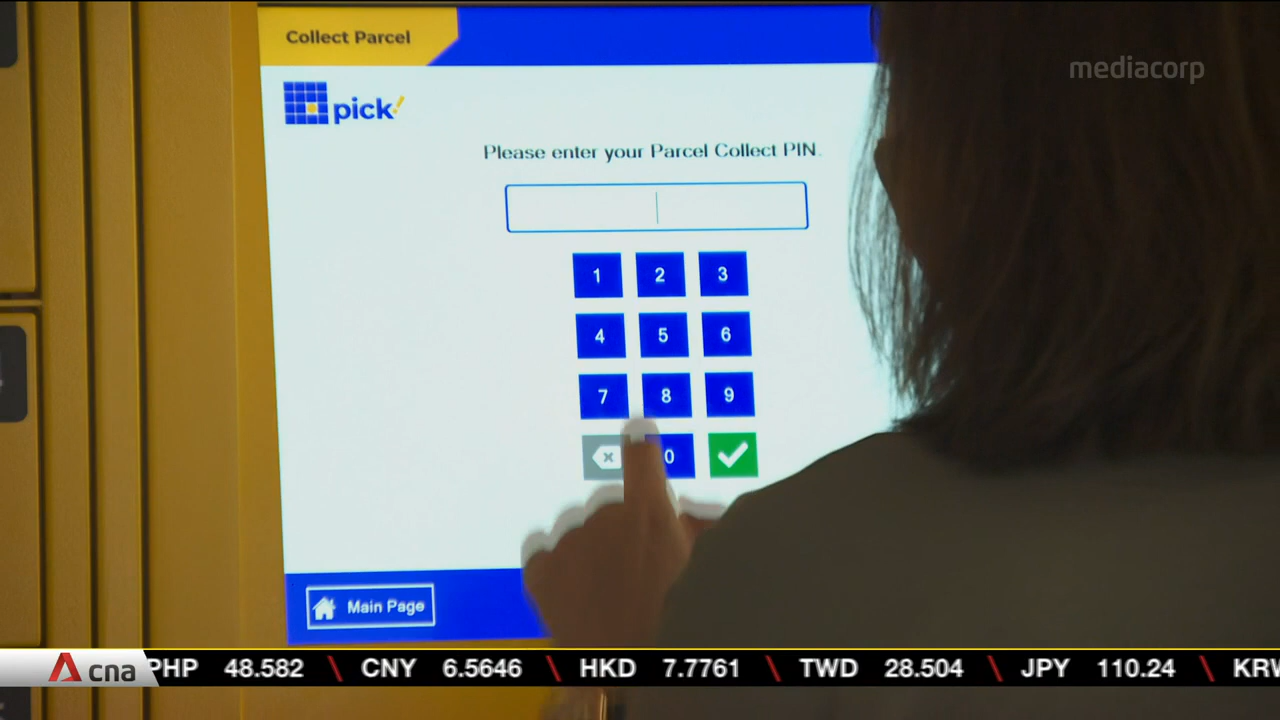 Collect Parcel
mediacorp
pick!
Please enter your Parcel Collect PIN.
1 2 3
4 5 6
7 8 9
0
Main Page
cna PHP 48.582 \ CNY 6.5646 \ HKD 7.7761 \ TWD 28.504 \ JPY 110.24 \ KRW